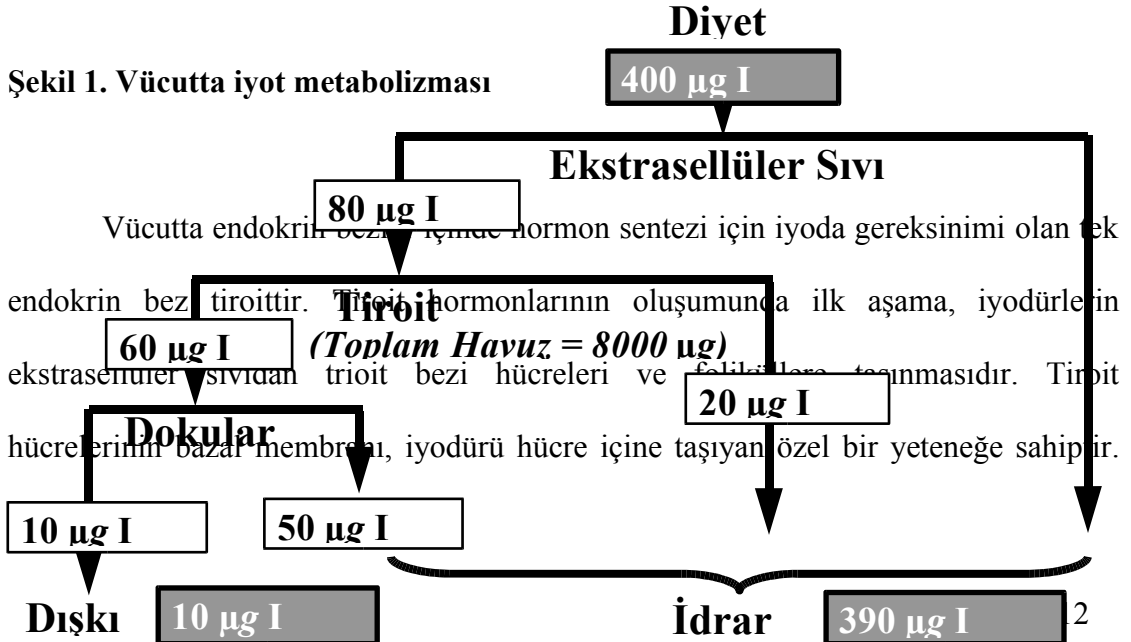 Diyet
Şekil 1. Vücutta iyot metabolizması
400 µg I
Ekstrasellüler Sıvı
80 µg I
Vücutta endokrin içinde hormon sentezi için iyoda gereksinimi olan tek
endokrin bez tiroittir. Tiroit hormonlarının oluşumunda ilk aşama, iyodürlerin
Tiroit
60 µg I
(Toplam Havuz = 8000 µg)
ekstrasellüler sıvıdan trioit bezi hücreleri ve foliküllere taşınmasıdır. Tiroit
20 µg I
Dokular
hücrelerinin bazal membranı, iyodürü hücre içine taşıyan özel bir yeteneğe sahiptir.
10 µg I
50 µg I
Dışkı
10 µg I
İdrar
390 µg I